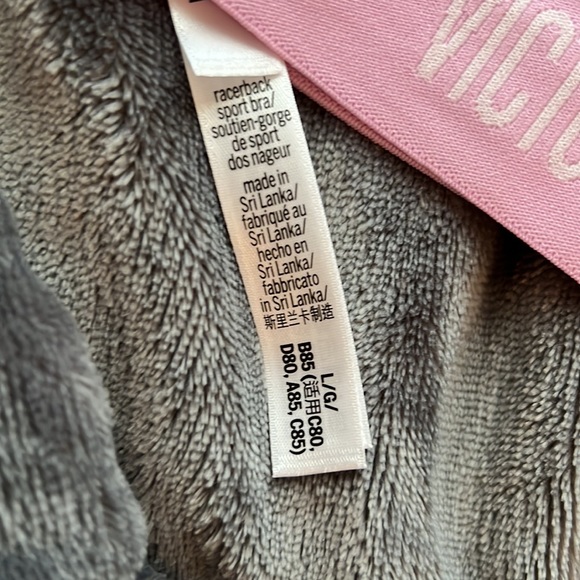 VICTO
racerback
sport bra/
soutien-gorge
de sport
dos nageur
made in
Sri Lanka/
fabriqué au
Sri Lanka/
hecho en
Sri Lanka/
fabbricato
in Sri Lanka/
斯里兰卡制造
L/G/
B85 (适用C80,
D80, A85, C85)